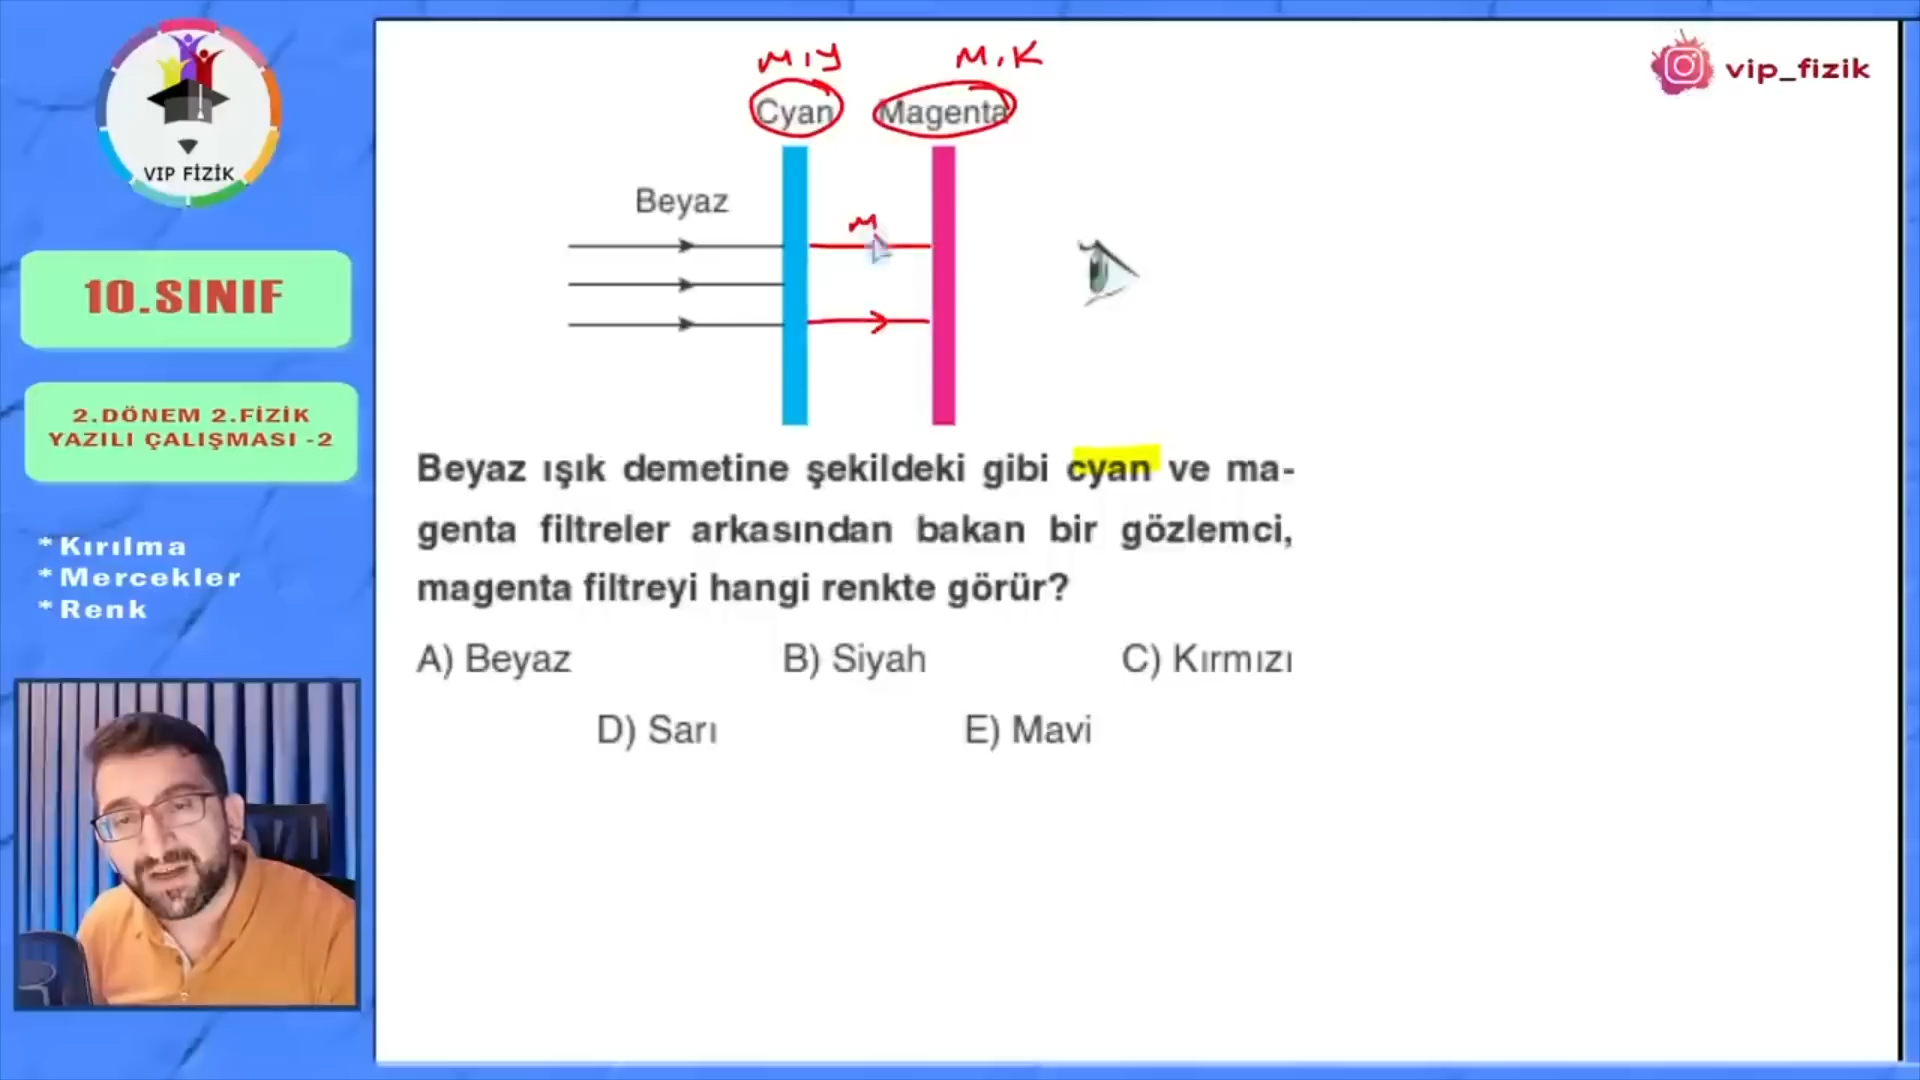 VIP FİZİK
10.SINIF
2.DÖNEM 2.FİZİK
YAZILI ÇALIŞMASI -2
* Kırılma
* Mercekler
* Renk
vip_fizik
M,Y
M,K
Cyan
Magenta
Beyaz
M
Beyaz ışık demetine şekildeki gibi cyan ve ma-
genta filtreler arkasından bakan bir gözlemci,
magenta filtreyi hangi renkte görür?
A) Beyaz
B) Siyah
C) Kırmızı
D) Sarı
E) Mavi